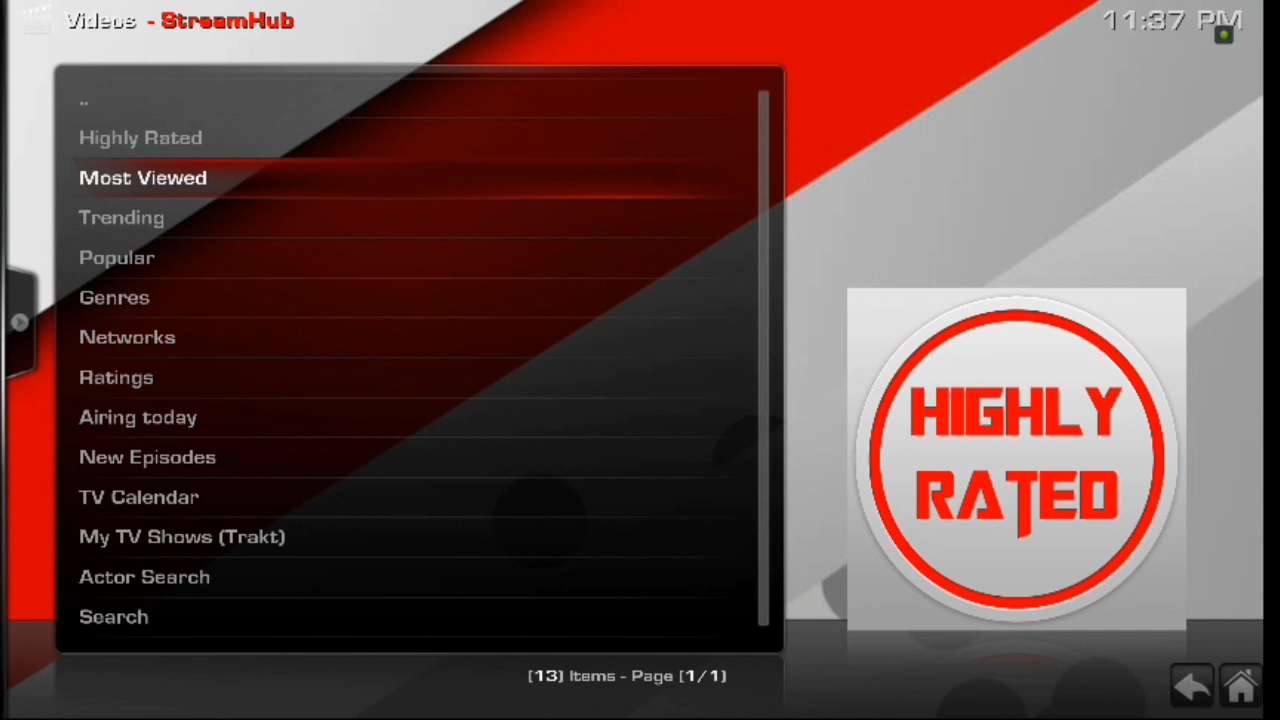 Videos - StreamHub
11:37 PM
..
Highly Rated
Most Viewed
Trending
Popular
Genres
Networks
Ratings
Airing today
New Episodes
TV Calendar
My TV Shows (Trakt)
Actor Search
Search
HIGHLY
RATED
[13] Items - Page [1/1]